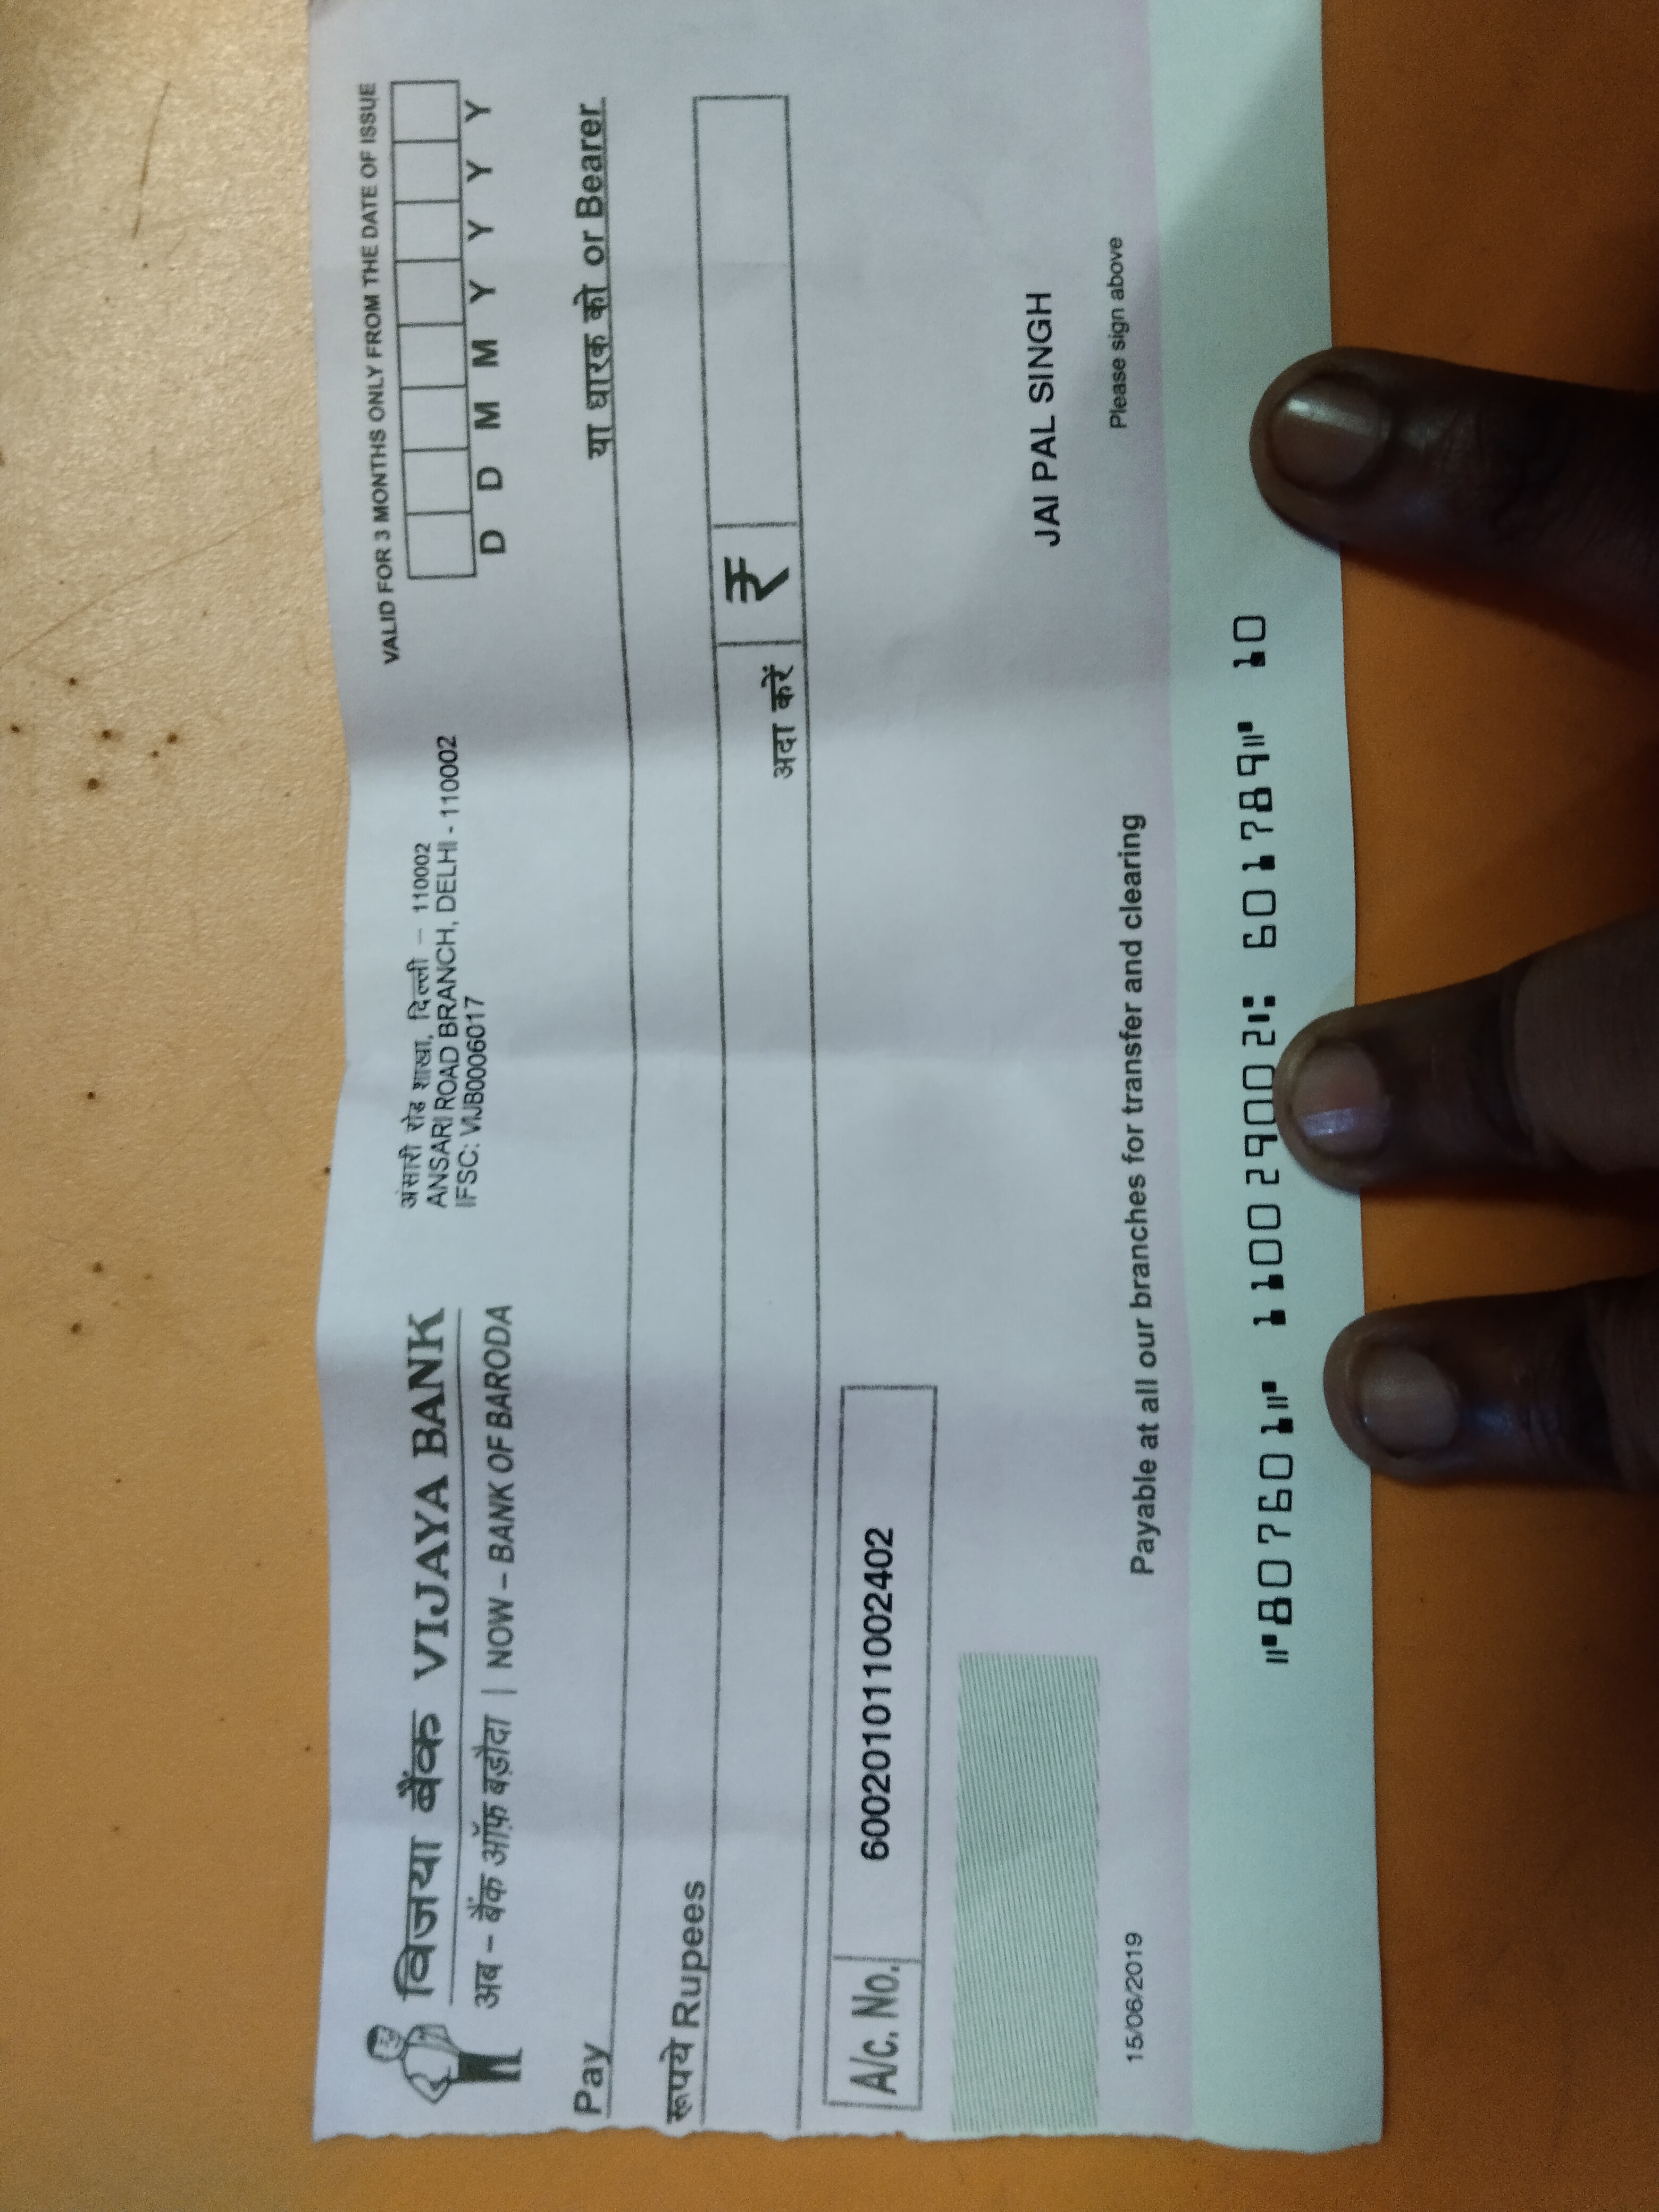 विजया बैंक VIJAYA BANK
अब – बैंक ऑफ़ बड़ौदा | NOW – BANK OF BARODA
अंसारी रोड शाखा, दिल्ली – 110002
ANSARI ROAD BRANCH, DELHI - 110002
IFSC: VIJB0006017
VALID FOR 3 MONTHS ONLY FROM THE DATE OF ISSUE
D D M M Y Y Y Y
Pay
या धारक को or Bearer
रूपये Rupees
अदा करें
₹
A/c. No.
600201011002402
JAI PAL SINGH
Please sign above
15/06/2019
Payable at all our branches for transfer and clearing
⑈807601⑈ 110029002⑆ 601789⑈ 10